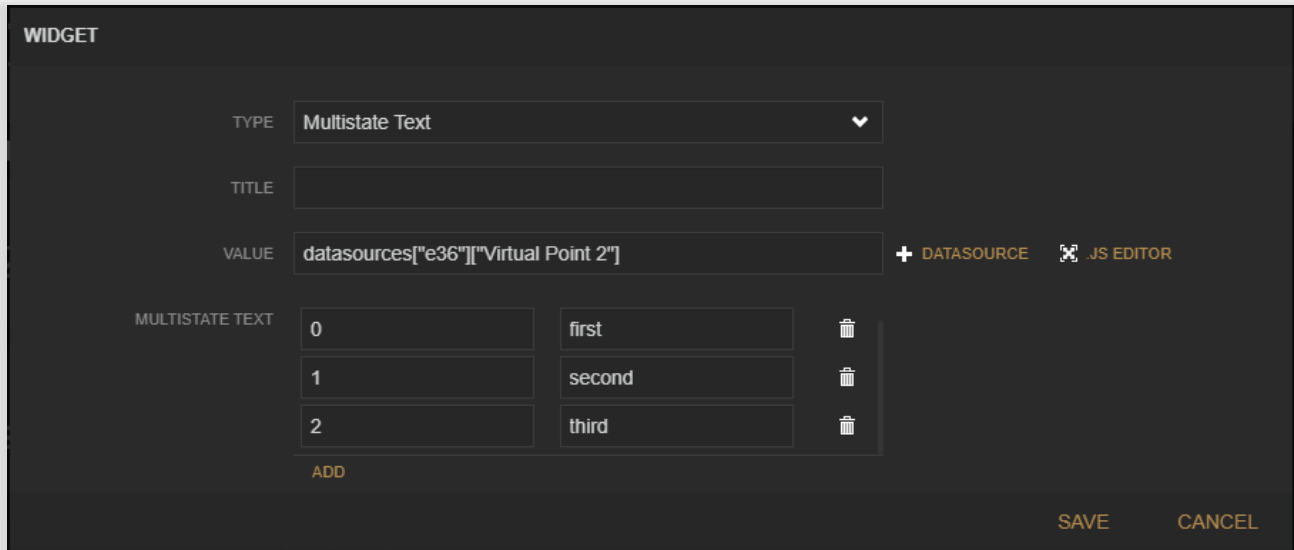 WIDGET
TYPE Multistate Text
TITLE
VALUE datasources["e36"]["Virtual Point 2"] DATASOURCE .JS EDITOR
MULTISTATE TEXT 0 first
1 second
2 third
ADD
SAVE CANCEL